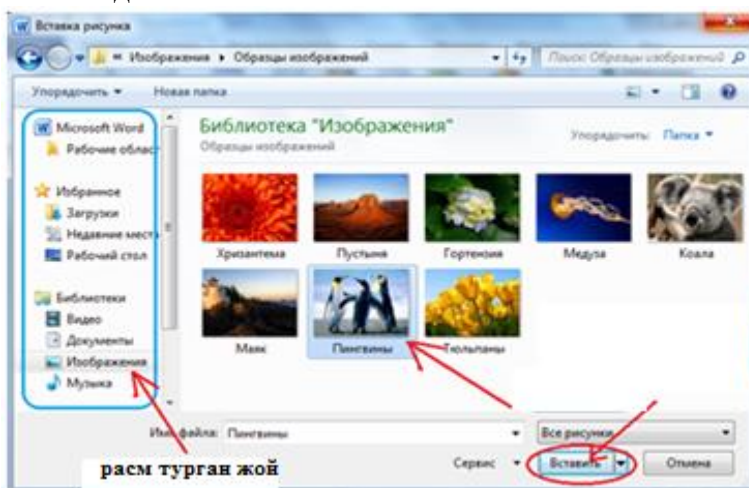 Вставка рисунка
Изображения ▸ Образцы изображений
Поиск: Образцы изображений
Упорядочить
Новая папка
Microsoft Word
Рабочие област
Избранное
Загрузки
Недавние места
Рабочий стол
Библиотеки
Видео
Документы
Изображения
Музыка
Библиотека "Изображения"
Образцы изображений
Упорядочить: Папка
Хризантема
Пустыня
Гортензия
Медуза
Коала
Маяк
Пингвины
Тюльпаны
Имя файла: Пингвины
Все рисунки
Сервис
Вставить
Отмена
расм турган жой